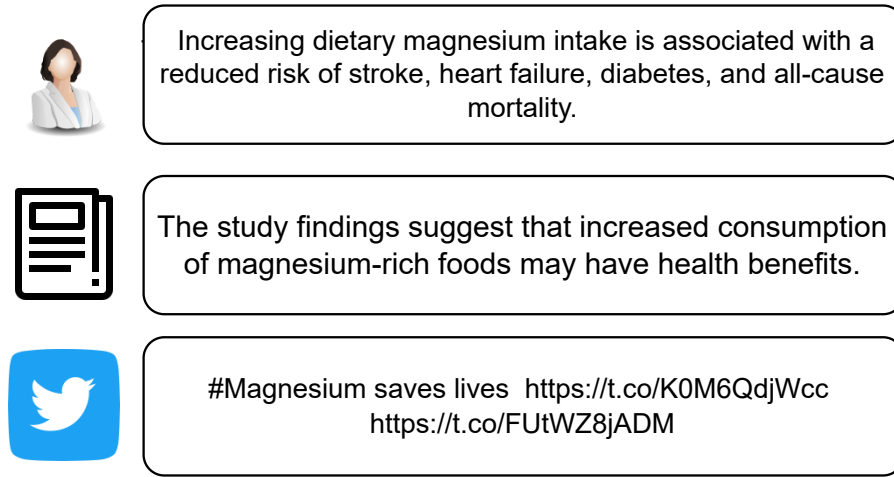 Increasing dietary magnesium intake is associated with a
reduced risk of stroke, heart failure, diabetes, and all-cause
mortality.
The study findings suggest that increased consumption
of magnesium-rich foods may have health benefits.
#Magnesium saves lives https://t.co/K0M6QdjWcc
https://t.co/FUtWZ8jADM